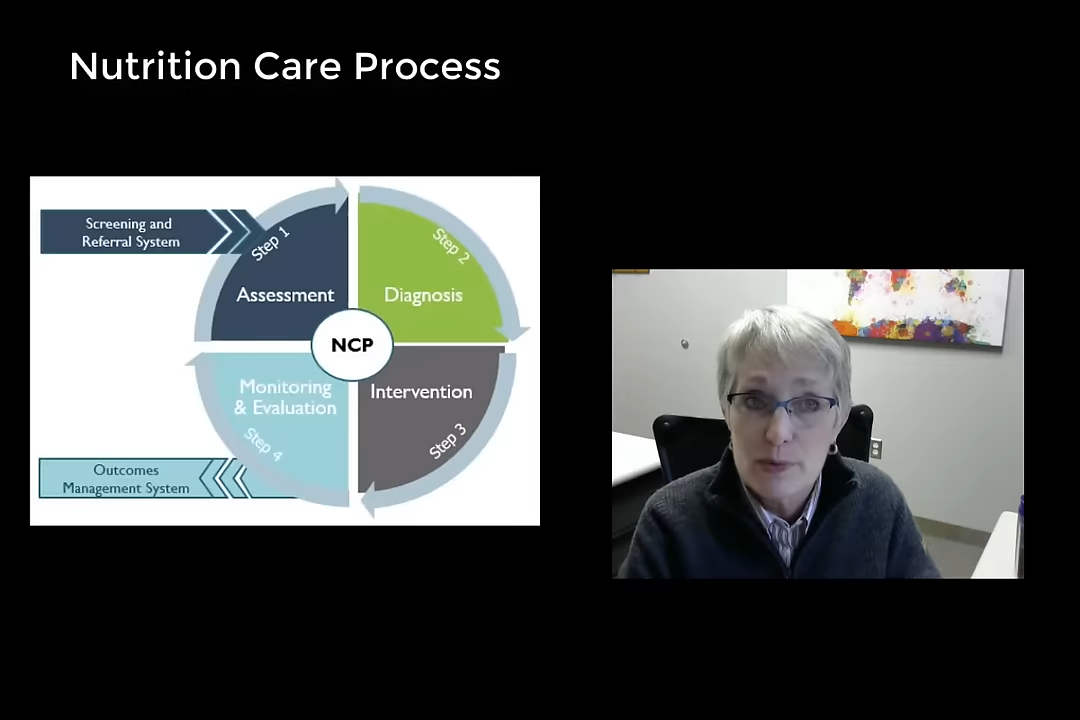 Nutrition Care Process
Screening and
Referral System
Step 1
Assessment
Step 2
Diagnosis
NCP
Monitoring
& Evaluation
Step 4
Intervention
Step 3
Outcomes
Management System